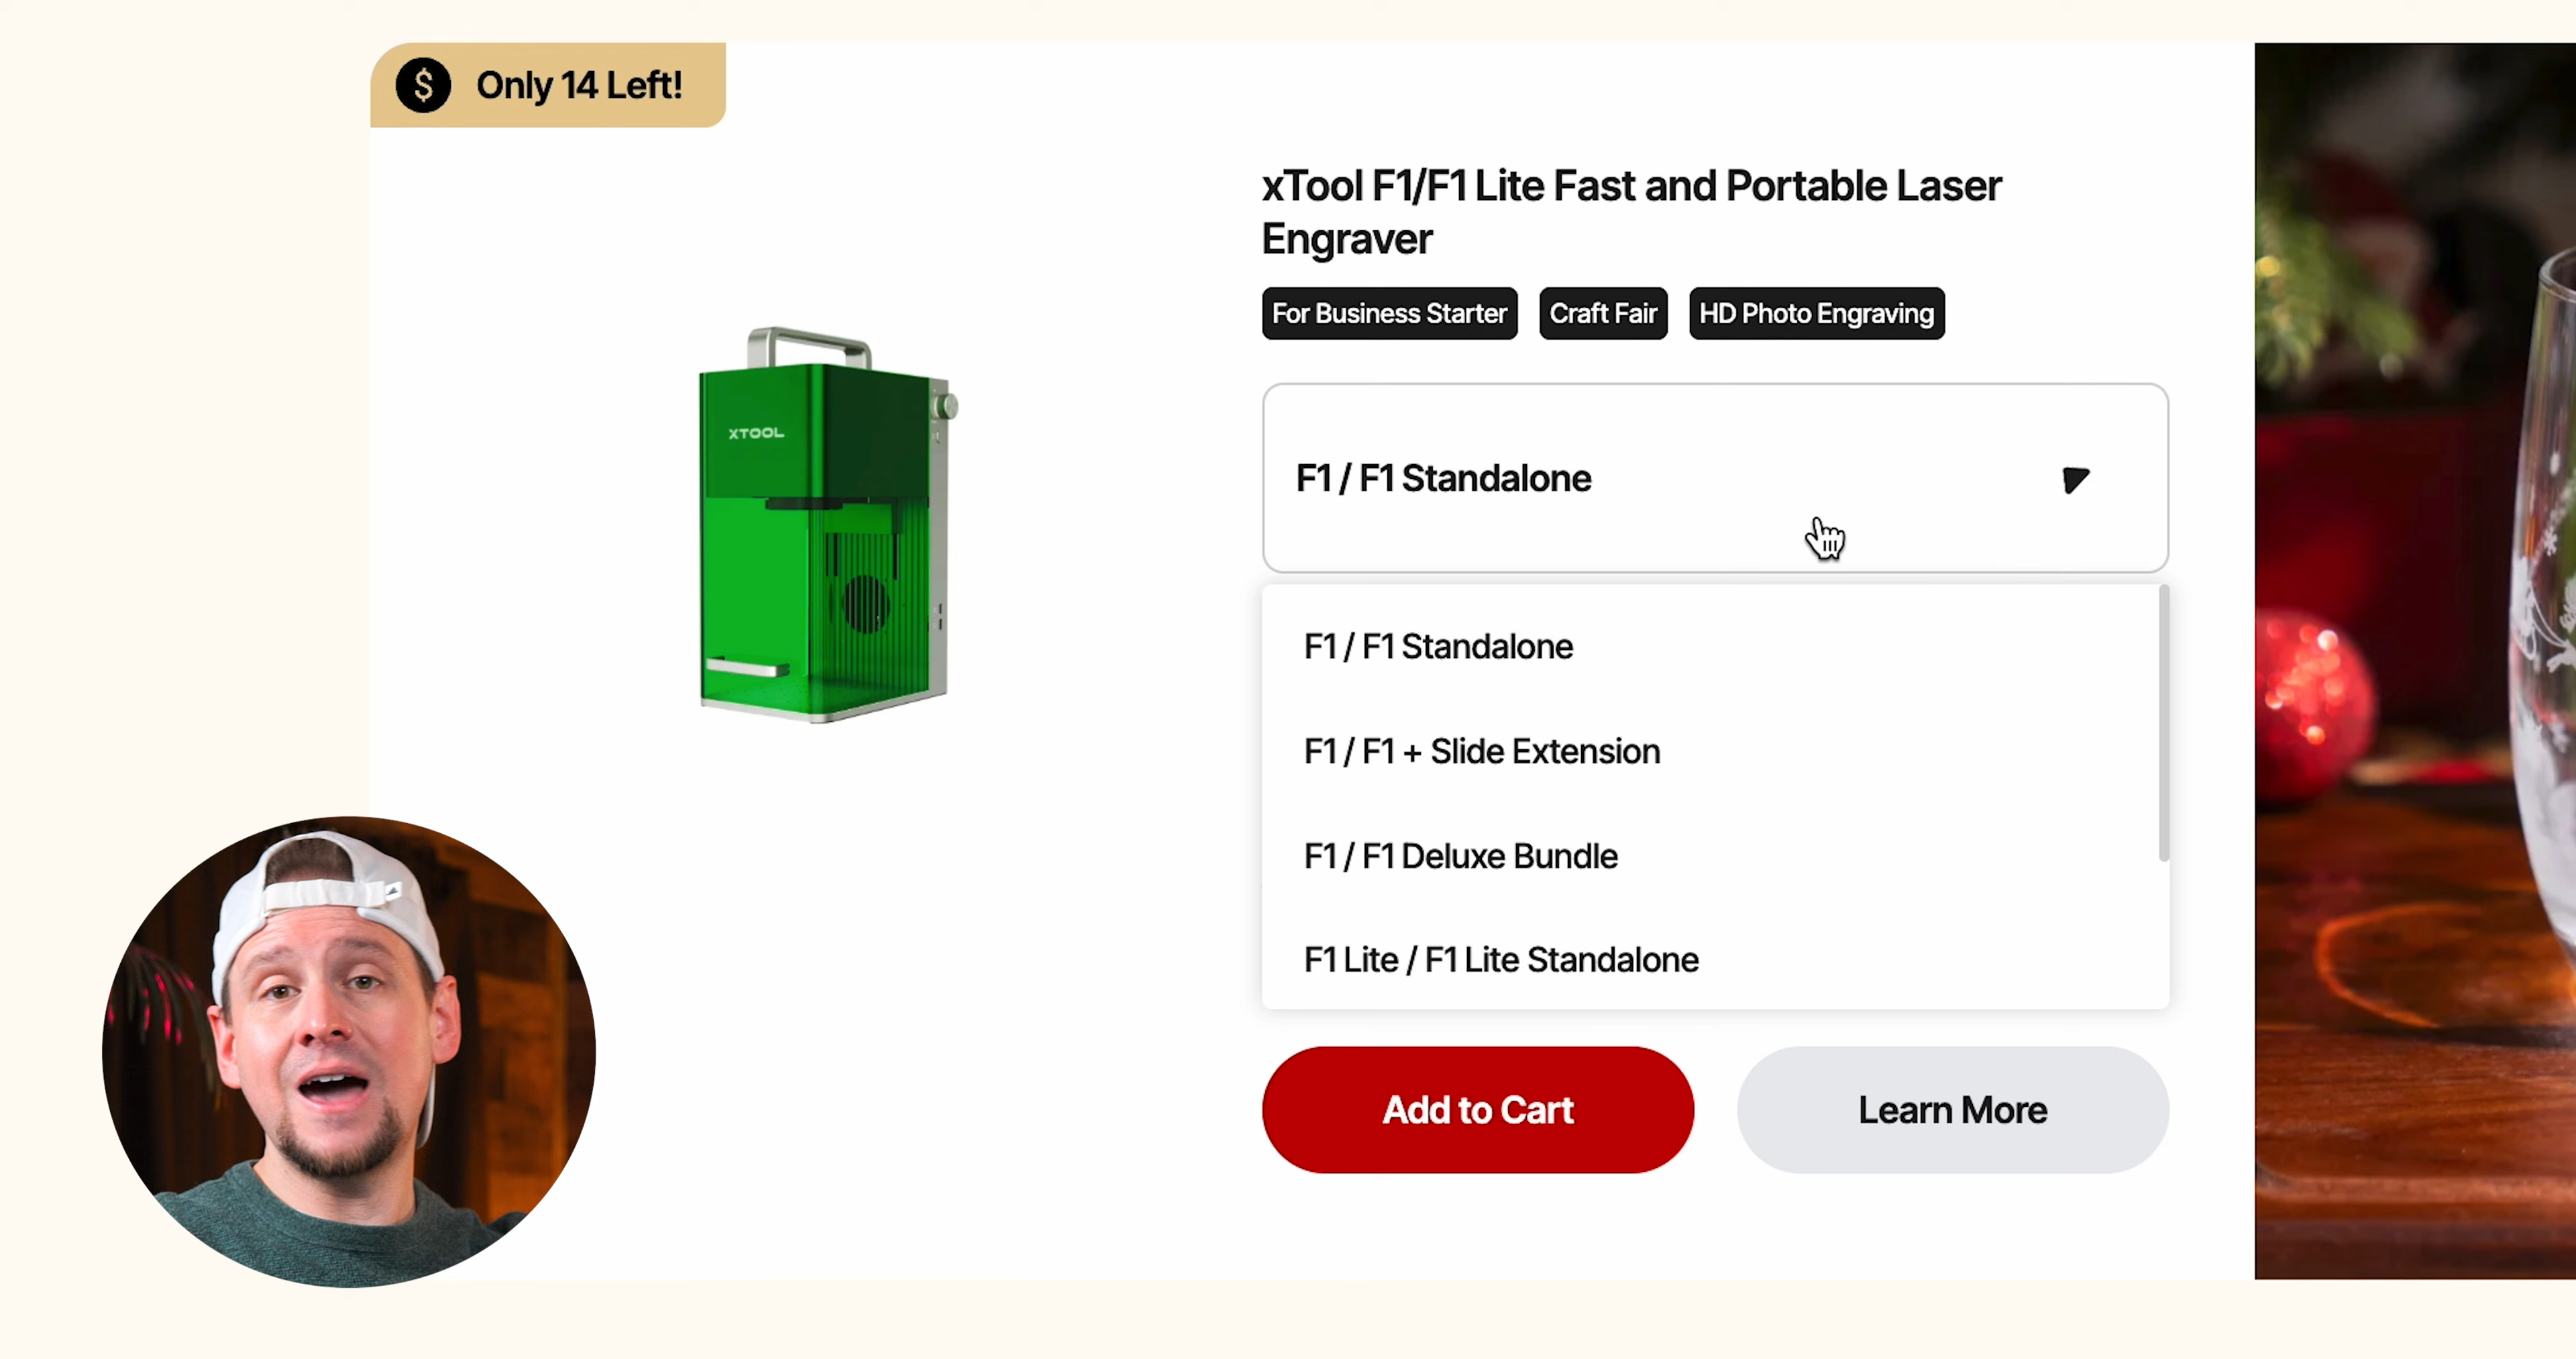 $ Only 14 Left!
xTool F1/F1 Lite Fast and Portable Laser
Engraver
For Business Starter Craft Fair HD Photo Engraving
XTOOL
F1 / F1 Standalone
F1 / F1 Standalone
F1 / F1 + Slide Extension
F1 / F1 Deluxe Bundle
F1 Lite / F1 Lite Standalone
Add to Cart Learn More